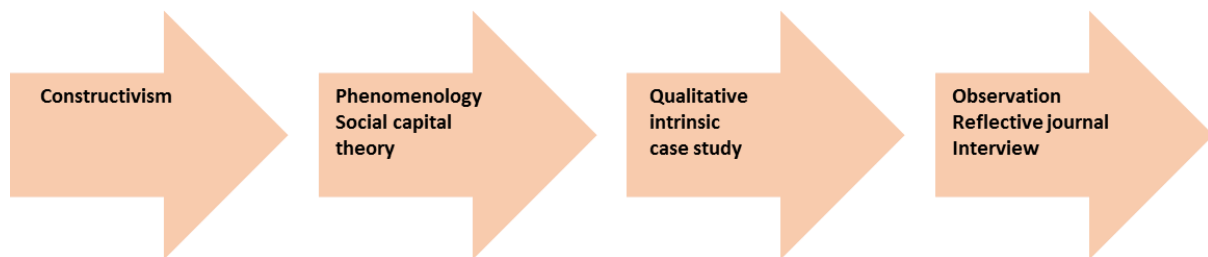 Constructivism
Phenomenology
Social capital
theory
Qualitative
intrinsic
case study
Observation
Reflective journal
Interview